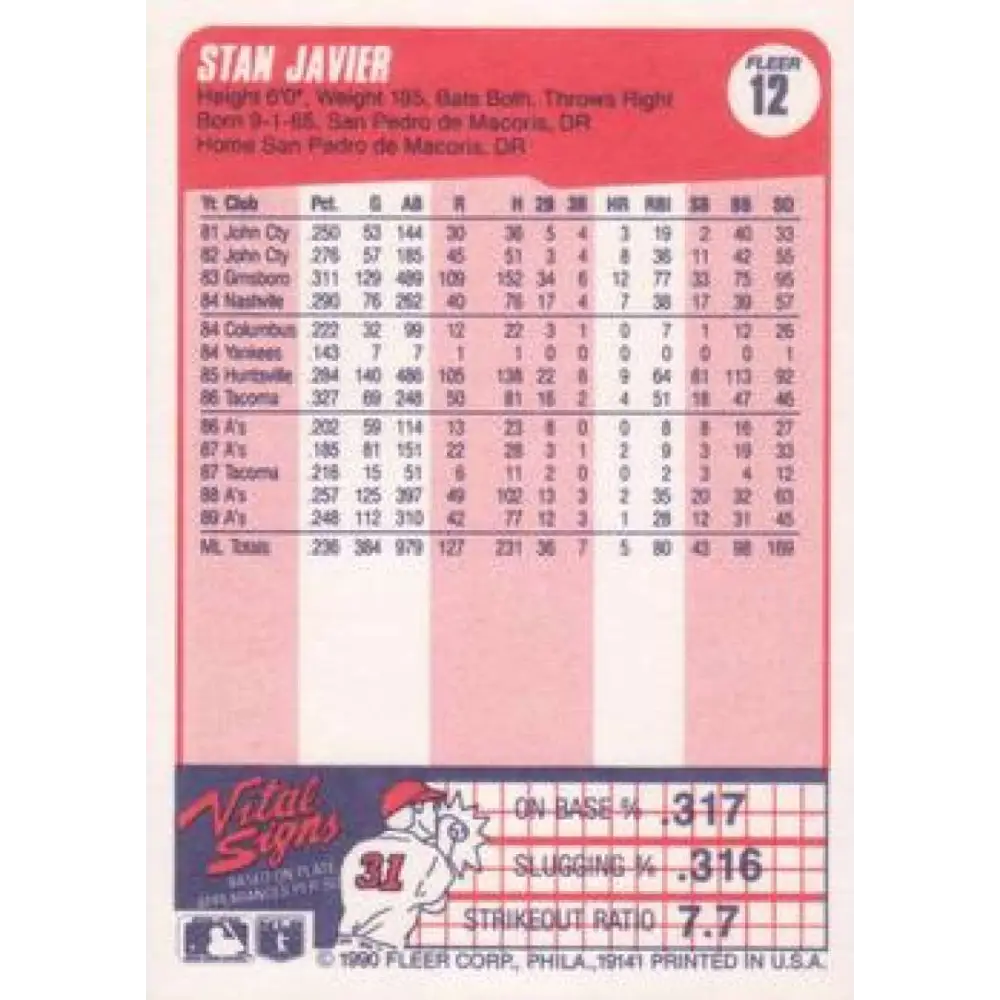 STAN JAVIER
FLEER
12
Height 6'0", Weight 185, Bats Both, Throws Right
Born 9-1-65, San Pedro de Macoris, DR
Home San Pedro de Macoris, DR
Yr. Club Pct. G AB R H 2B 3B HR RBI SB BB SO
81 John Cty .250 53 144 30 36 5 4 3 19 2 40 33
82 John Cty .276 57 185 45 51 3 4 8 36 11 42 55
83 Grnsboro .311 129 489 109 152 34 6 12 77 33 75 95
84 Nashville .290 76 262 40 76 17 4 7 38 17 39 57
84 Columbus .222 32 99 12 22 3 1 0 7 1 12 26
84 Yankees .143 7 7 1 1 0 0 0 0 0 0 1
85 Huntsville .284 140 486 105 138 22 8 9 64 61 113 92
86 Tacoma .327 69 248 50 81 16 2 4 51 18 47 46
86 A's .202 59 114 13 23 8 0 0 8 8 16 27
87 A's .185 81 151 22 28 3 1 2 9 3 19 33
87 Tacoma .216 15 51 6 11 2 0 0 2 3 4 12
88 A's .257 125 397 49 102 13 3 2 35 20 32 63
89 A's .248 112 310 42 77 12 3 1 28 12 31 45
ML Totals .236 384 979 127 231 36 7 5 80 43 98 169
Vital
Signs
BASED ON PLATE
APPEARANCES PER SO
31
ON BASE % .317
SLUGGING % .316
STRIKEOUT RATIO 7.7
© 1990 FLEER CORP., PHILA., 19141 PRINTED IN U.S.A.